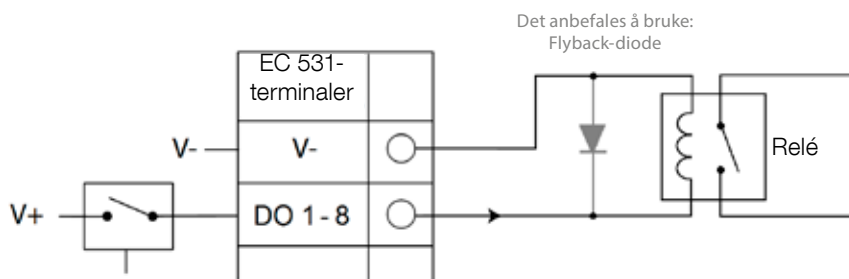 Det anbefales å bruke:
Flyback-diode
EC 531-
terminaler
V-
V-
Relé
V+
DO 1 - 8